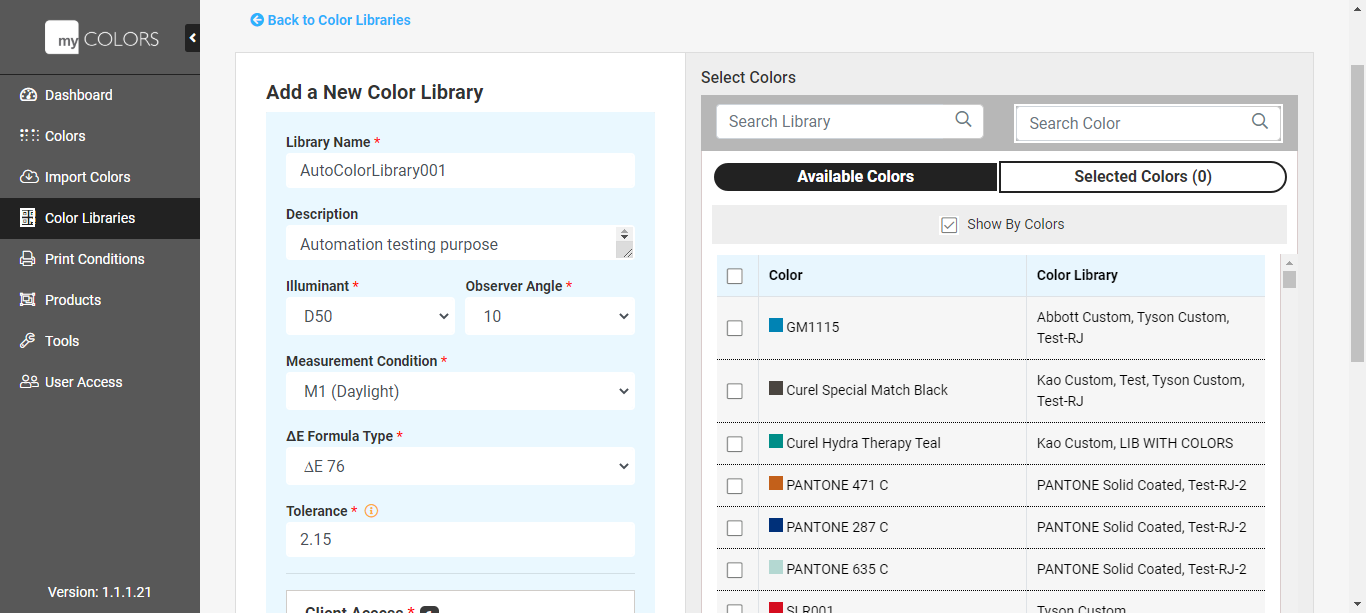 my COLORS
Dashboard
Colors
Import Colors
Color Libraries
Print Conditions
Products
Tools
User Access
Version: 1.1.1.21
Back to Color Libraries
Add a New Color Library
Library Name *
AutoColorLibrary001
Description
Automation testing purpose
Illuminant *
Observer Angle *
D50
10
Measurement Condition *
M1 (Daylight)
ΔE Formula Type *
ΔE 76
Tolerance *
2.15
Client Access *
Select Colors
Search Library
Search Color
Available Colors
Selected Colors (0)
Show By Colors
Color
Color Library
GM1115
Abbott Custom, Tyson Custom,
Test-RJ
Curel Special Match Black
Kao Custom, Test, Tyson Custom,
Test-RJ
Curel Hydra Therapy Teal
Kao Custom, LIB WITH COLORS
PANTONE 471 C
PANTONE Solid Coated, Test-RJ-2
PANTONE 287 C
PANTONE Solid Coated, Test-RJ-2
PANTONE 635 C
PANTONE Solid Coated, Test-RJ-2
SLR001
Tyson Custom